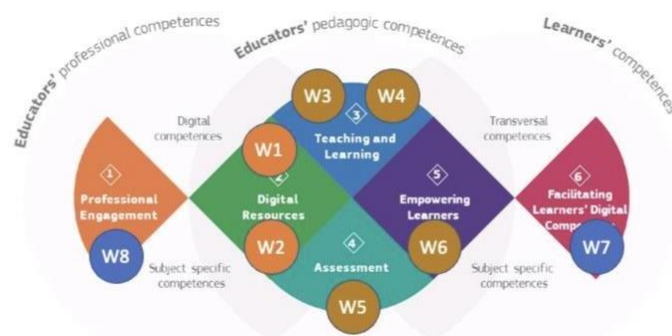 Educators' professional competences
Educators' pedagogic competences
Learners' competences
Digital
competences
Transversal
competences
W3
W4
3
Teaching and
Learning
W1
1
Professional
Engagement
2
Digital
Resources
5
Empowering
Learners
6
Facilitating
Learners' Digital
W8
W2
4
Assessment
W6
W7
Subject specific
competences
Subject specific
competences
W5